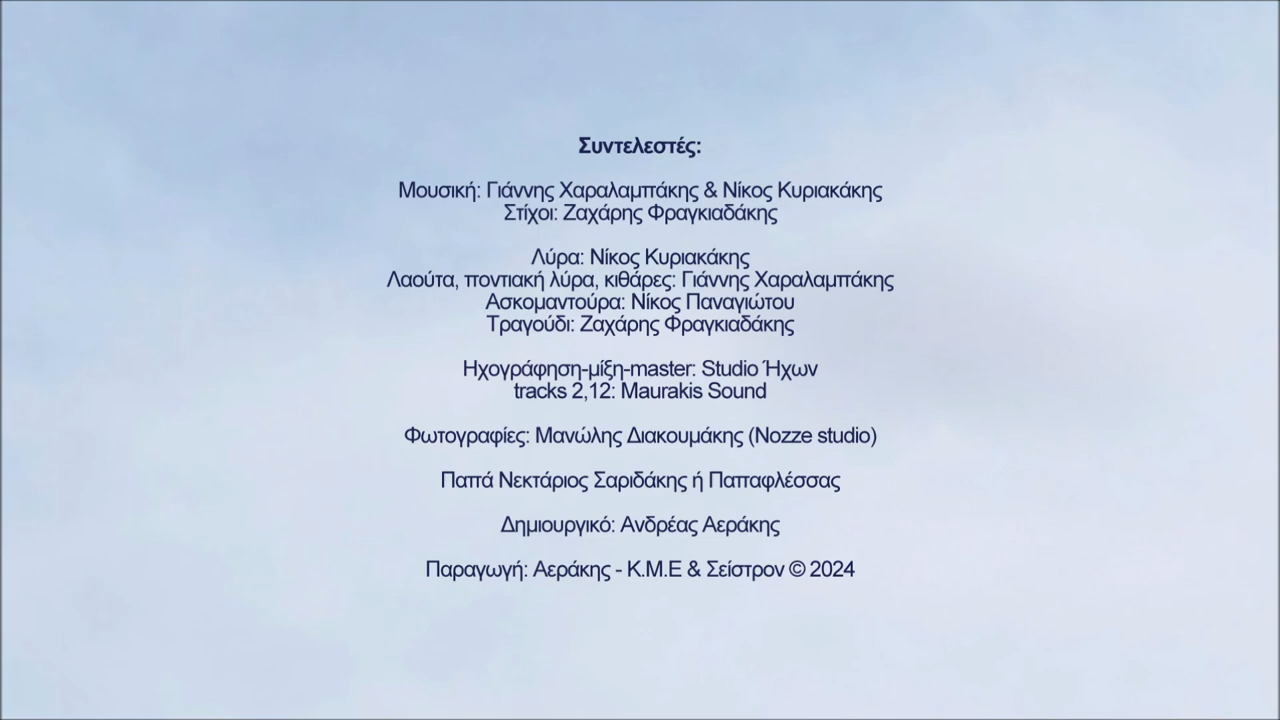 Συντελεστές:
Μουσική: Γιάννης Χαραλαμπάκης & Νίκος Κυριακάκης
Στίχοι: Ζαχάρης Φραγκιαδάκης
Λύρα: Νίκος Κυριακάκης
Λαούτα, ποντιακή λύρα, κιθάρες: Γιάννης Χαραλαμπάκης
Ασκομαντούρα: Νίκος Παναγιώτου
Τραγούδι: Ζαχάρης Φραγκιαδάκης
Ηχογράφηση-μίξη-master: Studio Ήχων
tracks 2,12: Maurakis Sound
Φωτογραφίες: Μανώλης Διακουμάκης (Nozze studio)
Παπά Νεκτάριος Σαριδάκης ή Παπαφλέσσας
Δημιουργικό: Ανδρέας Αεράκης
Παραγωγή: Αεράκης - Κ.Μ.Ε & Σείστρον © 2024